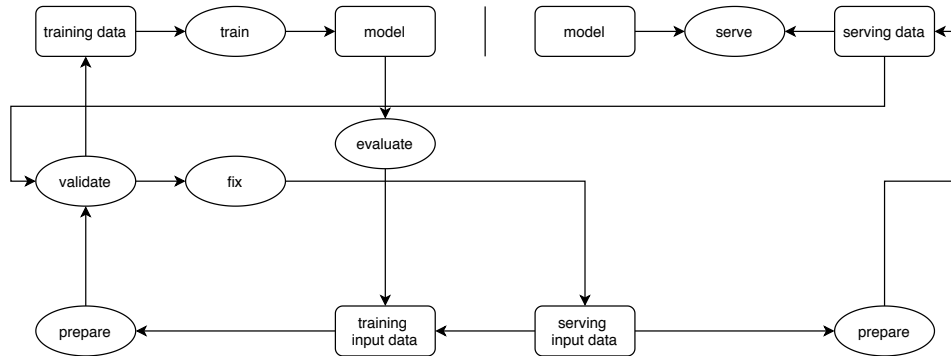 training data
train
model
model
serve
serving data
evaluate
validate
fix
prepare
training
input data
serving
input data
prepare